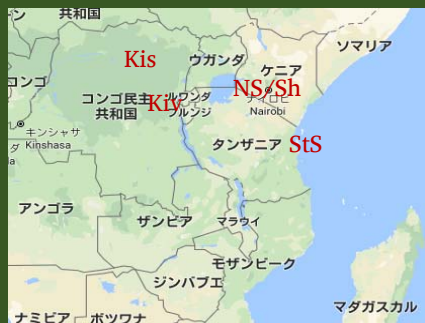 共和国
ソマリア
ウガンダ
ケニア
Kis
コンゴ
NS/Sh
コンゴ民主
共和国
Kiy
ルワンダ
ブルンジ
ナイロビ
Nairobi
キンシャサ
Kinshasa
タンザニア
StS
アンゴラ
ザンビア
マラウイ
モザンビーク
ジンバブエ
マダガスカル
ナミビア
ボツワナ